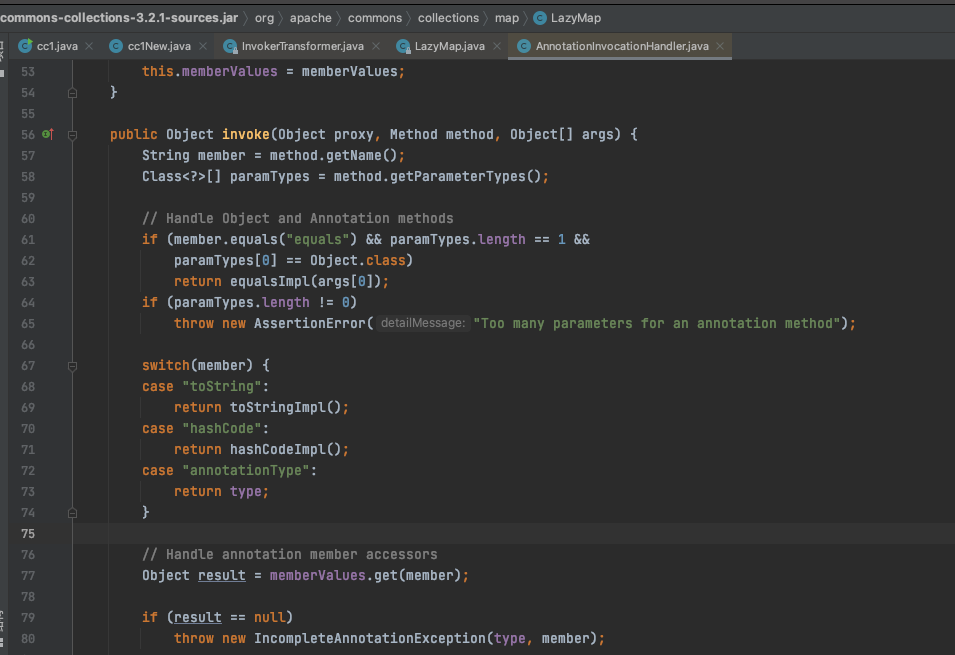 commons-collections-3.2.1-sources.jar org apache commons collections map LazyMap
cc1.java cc1New.java InvokerTransformer.java LazyMap.java AnnotationInvocationHandler.java
53 this.memberValues = memberValues;
54 }
55
56 public Object invoke(Object proxy, Method method, Object[] args) {
57 String member = method.getName();
58 Class<?>[] paramTypes = method.getParameterTypes();
59
60 // Handle Object and Annotation methods
61 if (member.equals("equals") && paramTypes.length == 1 &&
62 paramTypes[0] == Object.class)
63 return equalsImpl(args[0]);
64 if (paramTypes.length != 0)
65 throw new AssertionError( detailMessage: "Too many parameters for an annotation method");
66
67 switch(member) {
68 case "toString":
69 return toStringImpl();
70 case "hashCode":
71 return hashCodeImpl();
72 case "annotationType":
73 return type;
74 }
75
76 // Handle annotation member accessors
77 Object result = memberValues.get(member);
78
79 if (result == null)
80 throw new IncompleteAnnotationException(type, member);